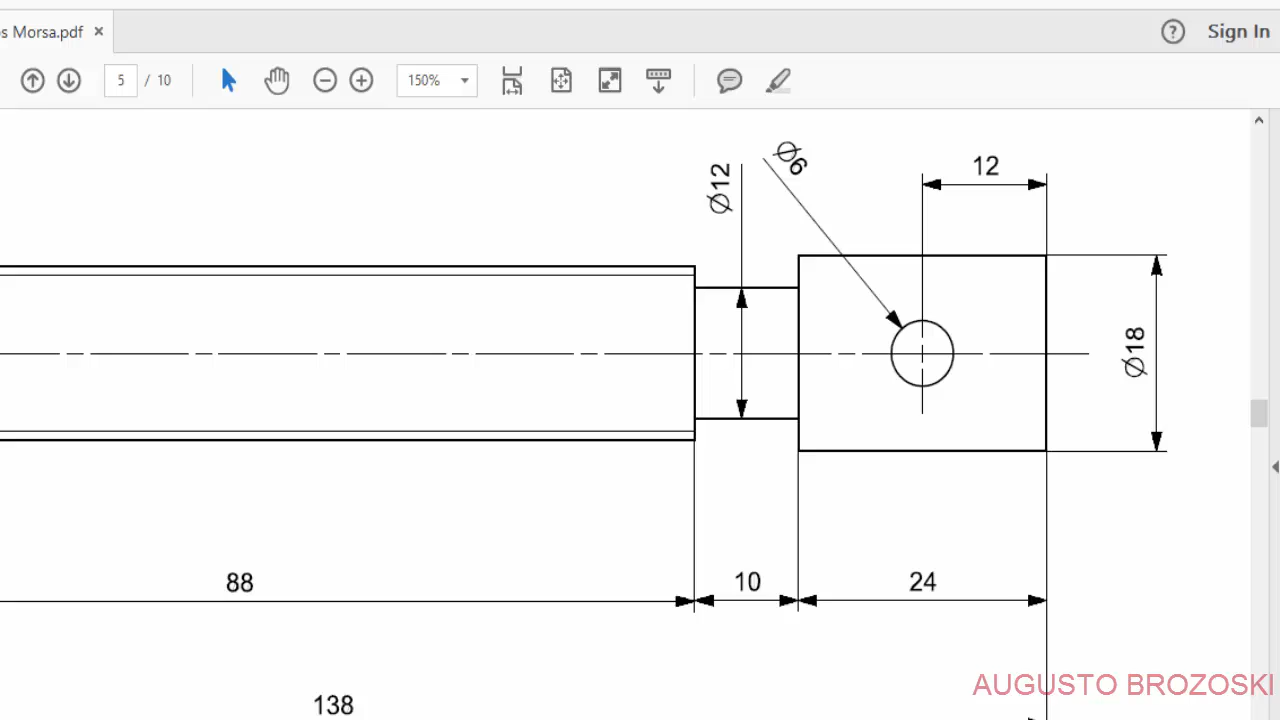 s Morsa.pdf ×
? Sign In
5 / 10 150%
Ø6
Ø12
12
Ø18
88
10
24
138
AUGUSTO BROZOSKI